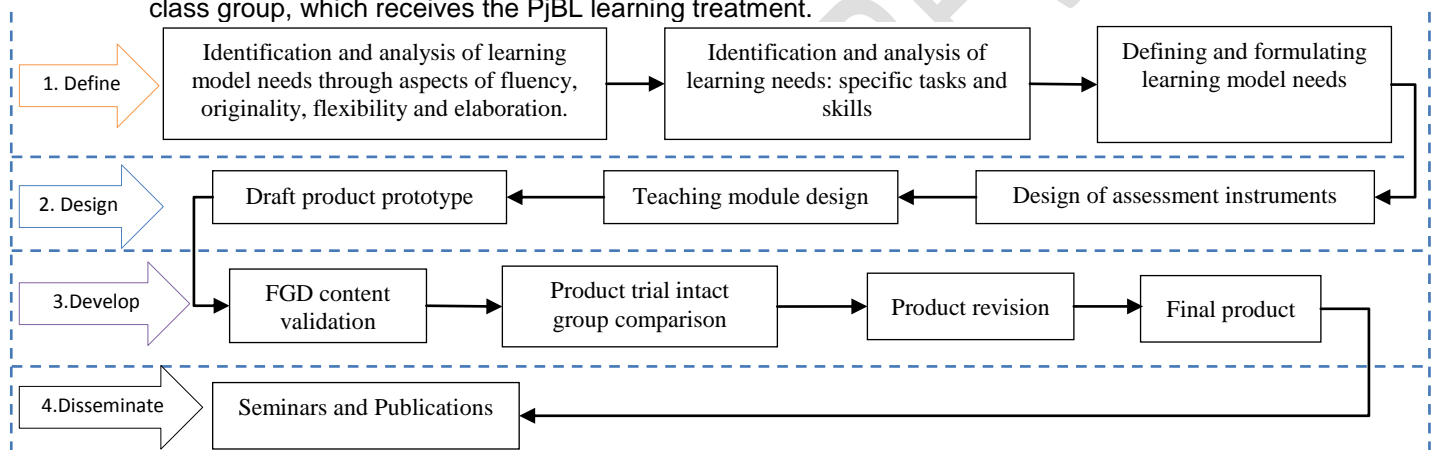 class group, which receives the PjBL learning treatment.
1. Define
Identification and analysis of learning
model needs through aspects of fluency,
originality, flexibility and elaboration.
Identification and analysis of
learning needs: specific tasks and
skills
Defining and formulating
learning model needs
2. Design
Draft product prototype
Teaching module design
Design of assessment instruments
3.Develop
FGD content
validation
Product trial intact
group comparison
Product revision
Final product
4.Disseminate
Seminars and Publications